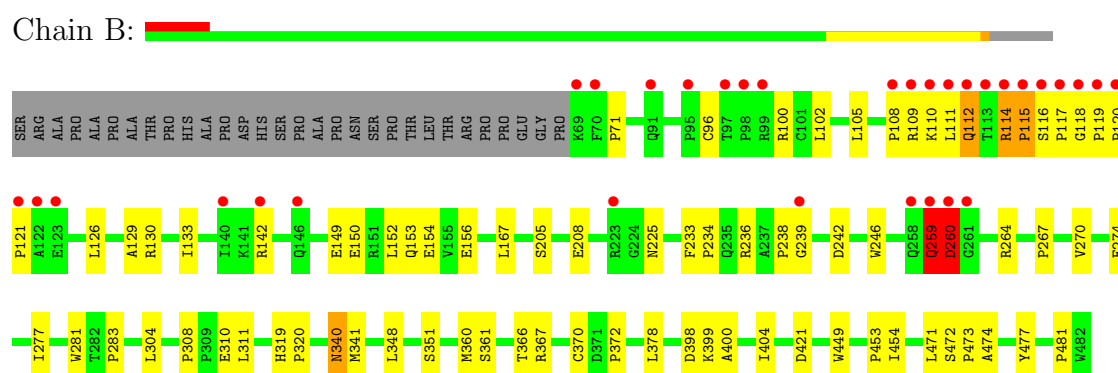 Chain B:
SER ARG ALA PRO ALA PRO ALA THR PRO HIS ALA PRO ASP HIS SER PRO ALA PRO ASN SER PRO THR LEU THR ARG PRO PRO GLU GLY PRO K69 F70 P71 Q91 P95 C96 T97 P98 R99 R100 C101 L102 L105 P108 R109 K110 L111 Q112 T113 R114 P115 S116 P117 G118 P119
P121 A122 E123 L126 A129 R130 I133 I140 K141 R142 Q146 E149 E150 R151 L152 Q153 E154 V155 E156 L167 S205 E208 R223 G224 N225 F233 P234 Q235 R236 A237 P238 G239 D242 W246 Q258 Q259 D260 G261 R264 P267 V270
I277 W281 T282 P283 L304 P308 P309 E310 L311 H319 P320 N340 M341 L348 S351 M360 S361 T366 R367 C370 D371 P372 L378 D398 K399 A400 I404 D421 W449 P453 I454 L471 S472 P473 A474 Y477 P481 W482